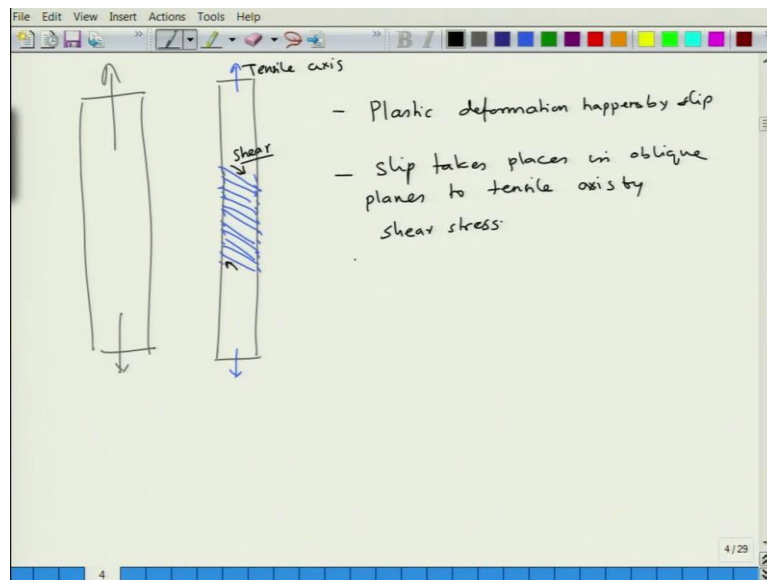 File Edit View Insert Actions Tools Help
B I
Tensile axis
shear
- Plastic deformation happens by slip
- Slip takes places in oblique
planes to tensile axis by
shear stress.
4/29
4